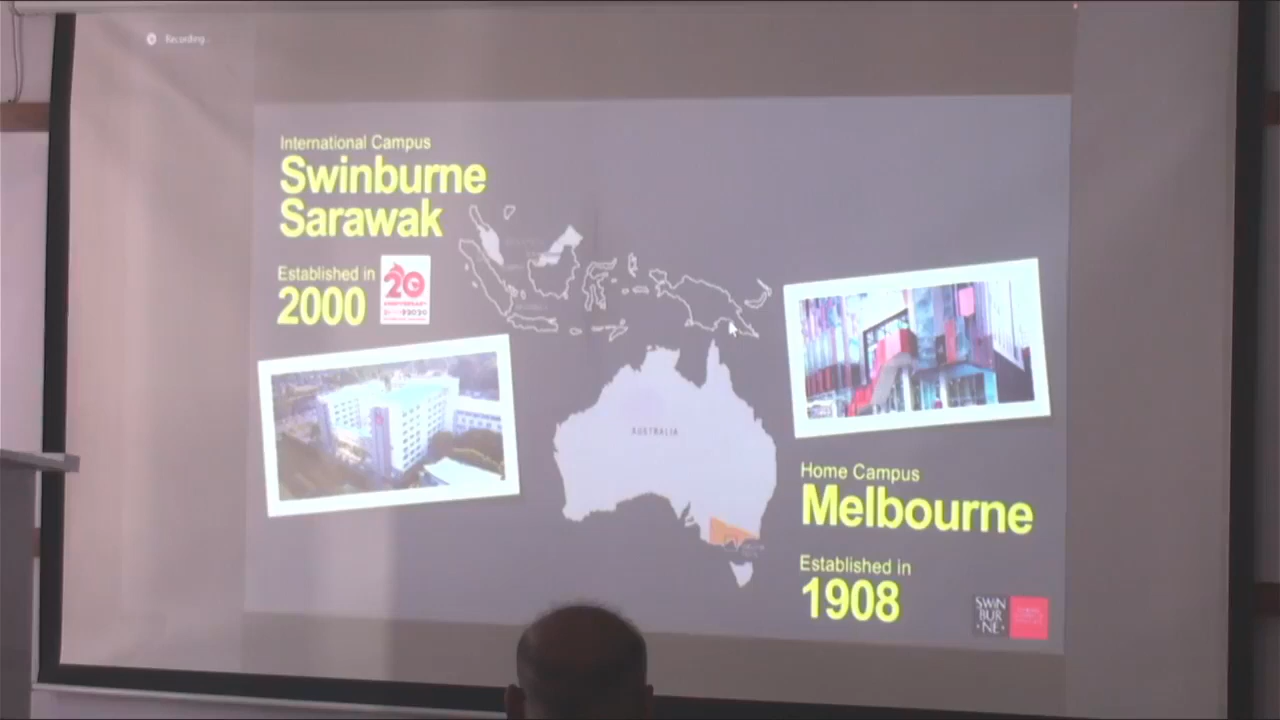 Recording...
International Campus
Swinburne
Sarawak
Established in
2000
20
ANNIVERSARY
AUSTRALIA
Home Campus
Melbourne
Established in
1908
SWIN
BUR
NE